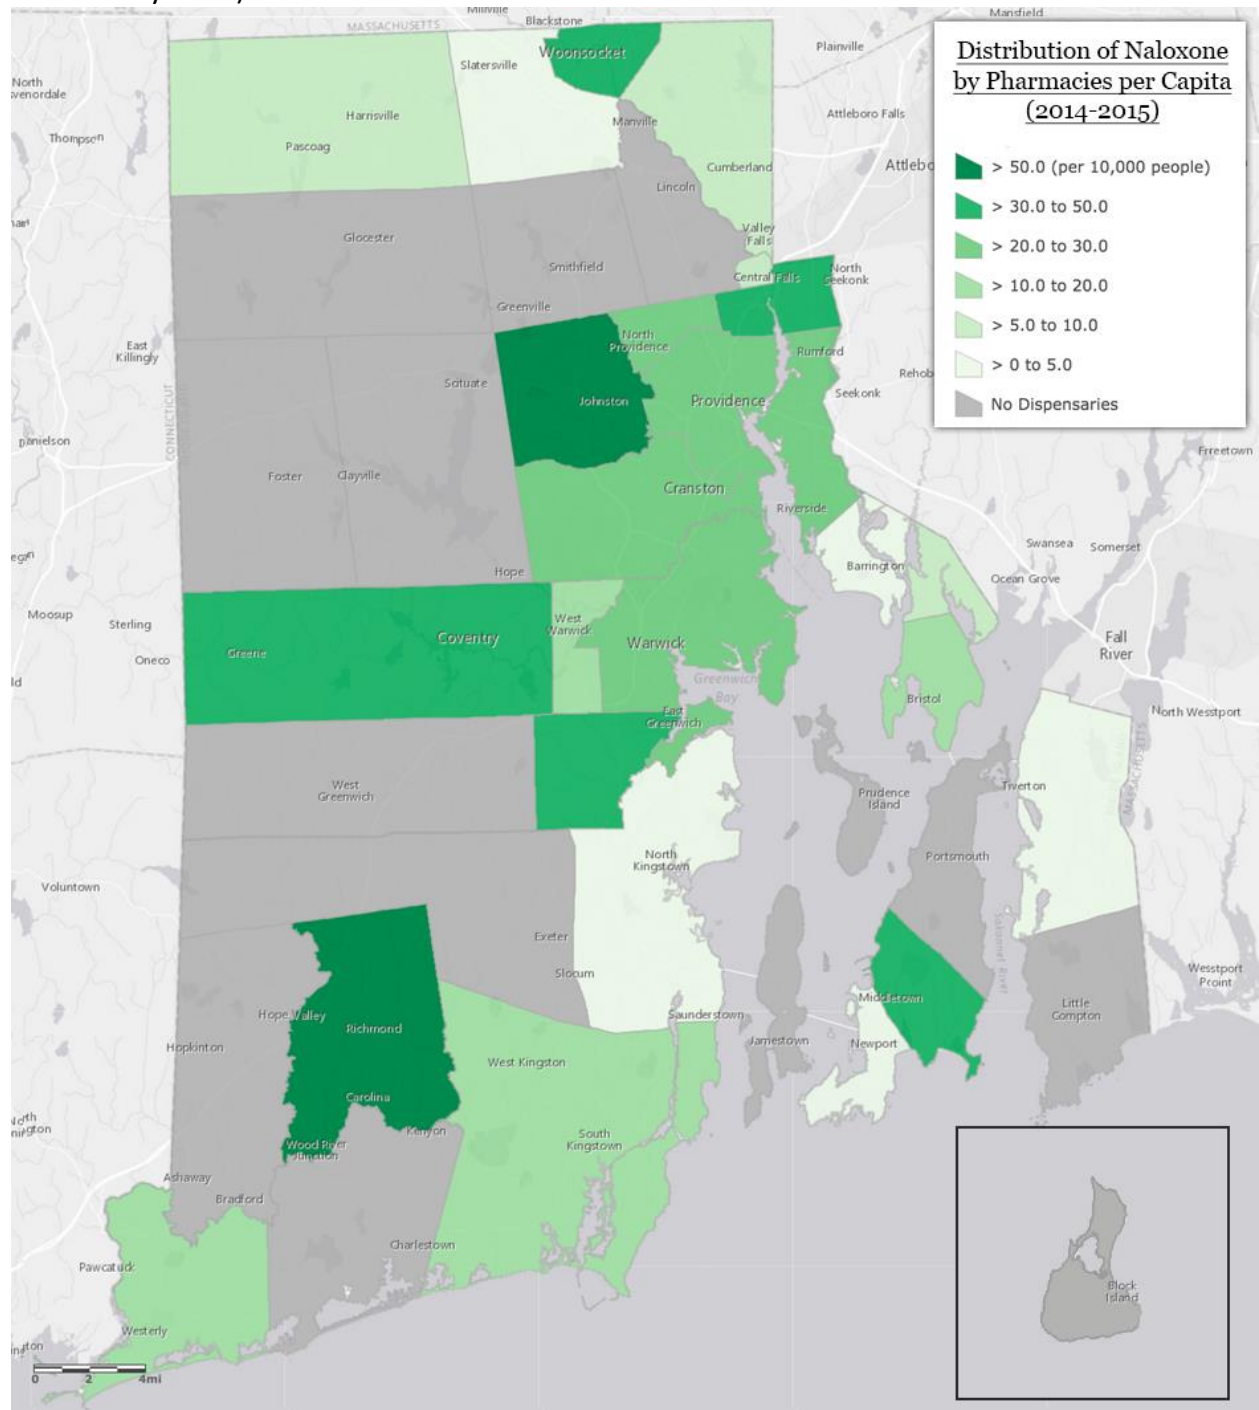 Millville
Blackstone
Mansfield
MASSACHUSETTS
Woonsocket
Plainville
Slatersville
North
Distribution of Naloxone
by Pharmacies per Capita
(2014-2015)
> 50.0 (per 10,000 people)
> 30.0 to 50.0
> 20.0 to 30.0
> 10.0 to 20.0
> 5.0 to 10.0
> 0 to 5.0
No Dispensaries
Harrisville
Attleboro Falls
Manville
Thompson
Pascoag
Cumberland
Attlebo
Lincoln
Valley
Falls
Glocester
Smithfield
Central Falls
North
Seekonk
Greenville
North
Providence
East
Killingly
Rumford
Rehob
Scituate
Johnston
Providence
Seekonk
CONNECTICUT
Danielson
Freetown
Foster
Clayville
Cranston
Riverside
Swansea
Somerset
Hope
Barrington
Ocean Grove
Moosup
Sterling
West
Warwick
Coventry
Warwick
Fall
River
Greene
Oneco
Greenwich
Bay
Bristol
East
Greenwich
North Westport
MASSACHUSETTS
West
Greenwich
Prudence
Island
Tiverton
North
Kingstown
Portsmouth
Voluntown
Sakonnet River
Exeter
Slocum
Westport
Proint
Middletown
Hope Valley
Richmond
Saunderstown
Little
Compton
Hopkinton
West Kingston
Jamestown
Newport
Carolina
Kenyon
South
Kingstown
Wood River
Junction
Ashaway
Bradford
Charlestown
Pawcatuck
Block
Island
Westerly
0 2 4mi